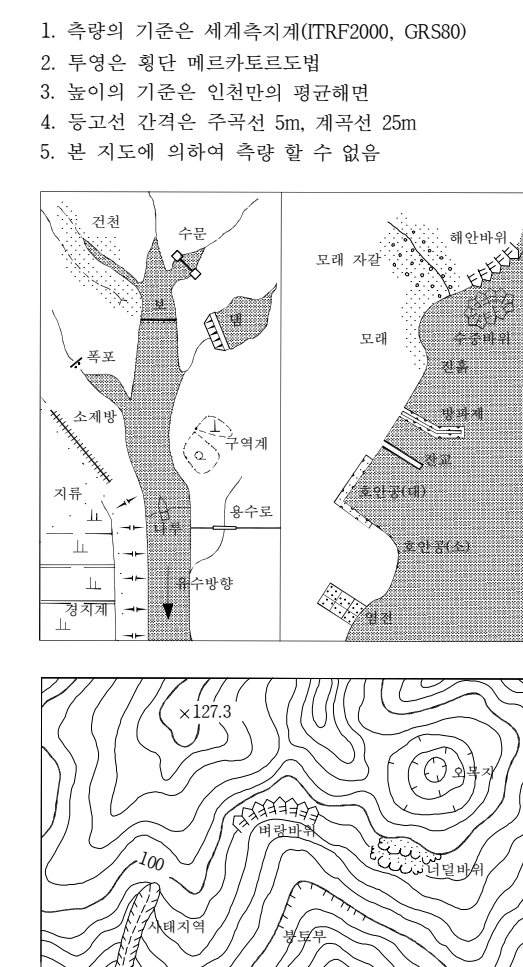 1. 측량의 기준은 세계측지계(ITRF2000, GRS80)
2. 투영은 횡단 메르카토르도법
3. 높이의 기준은 인천만의 평균해면
4. 등고선 간격은 주곡선 5m, 계곡선 25m
5. 본 지도에 의하여 측량 할 수 없음
건천
수문
보
댐
폭포
소제방
구역계
지류
용수로
나루
유수방향
경지계
해안바위
모래 자갈
수중바위
모래
진흙
방파제
잔교
호안공(대)
호안공(소)
염전
×127.3
오목지
벼랑바위
너덜바위
100
사태지역
붕토부